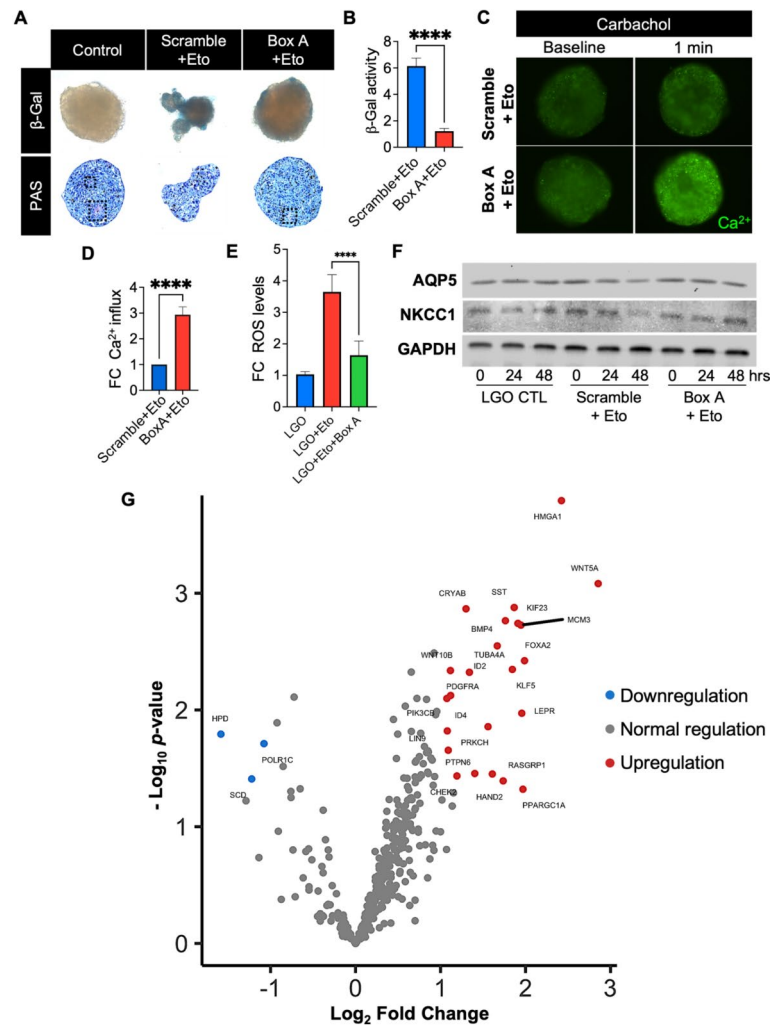 A
Control
Scramble
+Eto
Box A
+Eto
β-Gal
PAS
B
β-Gal activity
8
6
4
2
0
****
Scramble+Eto
Box A+Eto
C
Carbachol
Baseline
1 min
Scramble
+ Eto
Box A
+ Eto
Ca2+
D
FC Ca2+ influx
4
3
2
1
0
****
Scramble+Eto
BoxA+Eto
E
FC ROS levels
5
4
3
2
1
0
****
LGO
LGO+Eto
LGO+Eto+Box A
F
AQP5
NKCC1
GAPDH
0 24 48 0 24 48 0 24 48 hrs
LGO CTL
Scramble
+ Eto
Box A
+ Eto
G
HMGA1
WNT5A
CRYAB
SST
KIF23
MCM3
BMP4
FOXA2
WNT10B
TUBA4A
ID2
KLF5
PDGFRA
PIK3CB
ID4
LEPR
LIN9
PRKCH
HPD
POLR1C
PTPN6
RASGRP1
SCD
CHEK2
HAND2
PPARGC1A
Downregulation
Normal regulation
Upregulation
- Log10 p-value
3
2
1
0
-1 0 1 2 3
Log2 Fold Change